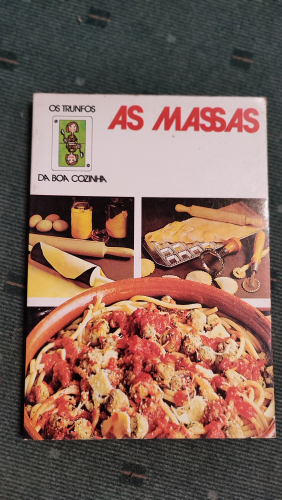 OS TRUNFOS
DA BOA COZINHA
AS MASSAS